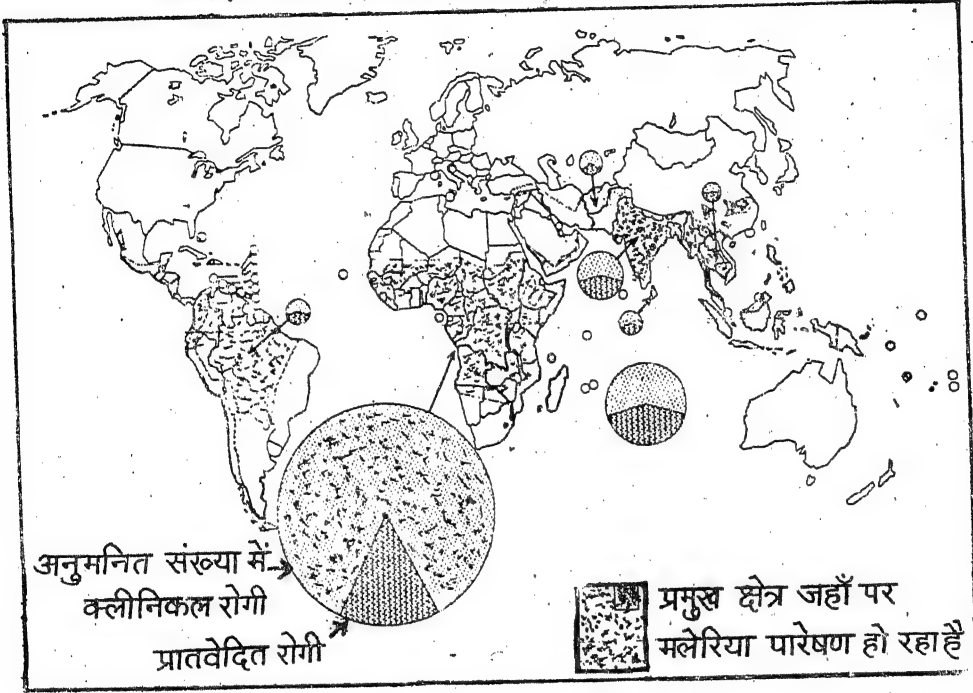 अनुमनित संख्या में
क्लीनिकल रोगी
प्रातवेदित रोगी
प्रमुख क्षेत्र जहाँ पर
मलेरिया पारेषण हो रहा है